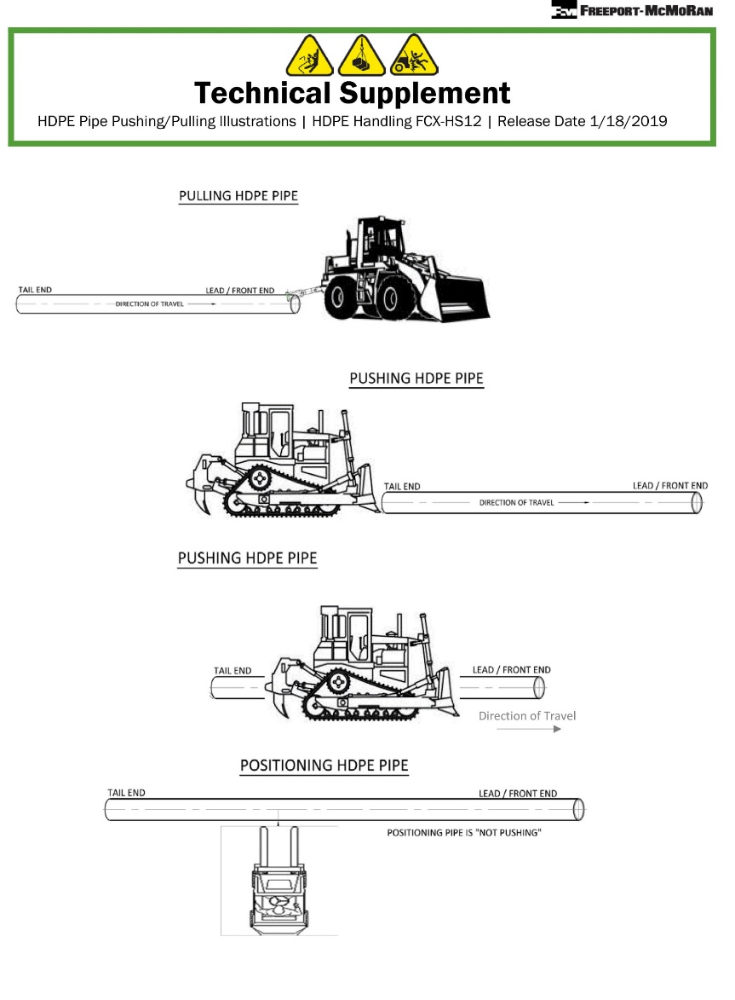 FREEPORT-MCMORAN
Technical Supplement
HDPE Pipe Pushing/Pulling Illustrations | HDPE Handling FCX-HS12 | Release Date 1/18/2019
PULLING HDPE PIPE
TAIL END
LEAD / FRONT END
DIRECTION OF TRAVEL
PUSHING HDPE PIPE
TAIL END
LEAD / FRONT END
DIRECTION OF TRAVEL
PUSHING HDPE PIPE
TAIL END
LEAD / FRONT END
Direction of Travel
POSITIONING HDPE PIPE
TAIL END
LEAD / FRONT END
POSITIONING PIPE IS "NOT PUSHING"